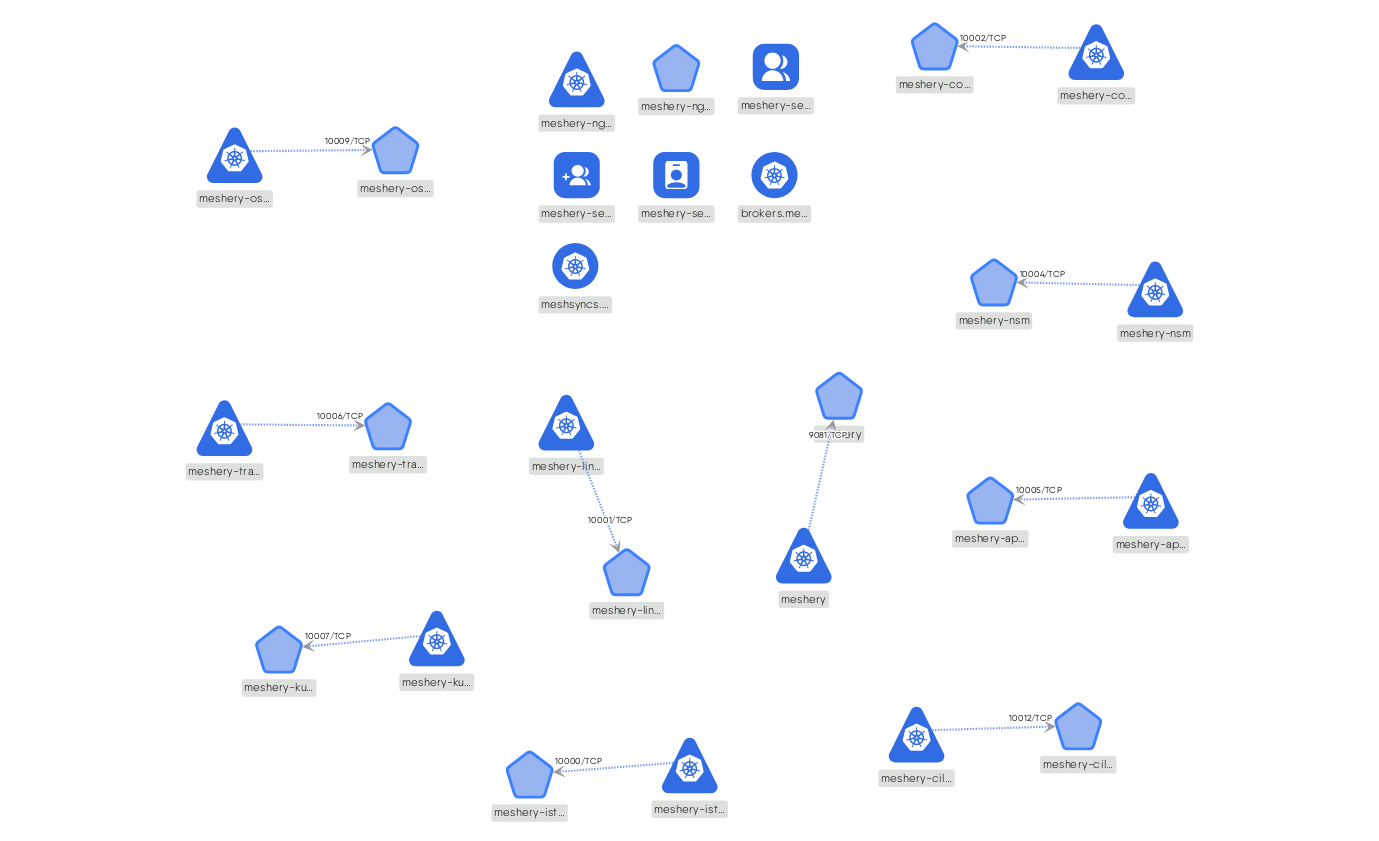 10002/TCP
meshery-co...
meshery-co...
meshery-ng...
meshery-ng...
meshery-se...
10009/TCP
meshery-os...
meshery-os...
meshery-se...
meshery-se...
brokers.me...
meshsyncs....
10004/TCP
meshery-nsm
meshery-nsm
10006/TCP
meshery-tra...
meshery-tra...
meshery-lin...
10001/TCP
meshery-lin...
9081/TCP
meshery
10005/TCP
meshery-ap...
meshery-ap...
10007/TCP
meshery-ku...
meshery-ku...
10012/TCP
meshery-cil...
meshery-cil...
10000/TCP
meshery-ist...
meshery-ist...